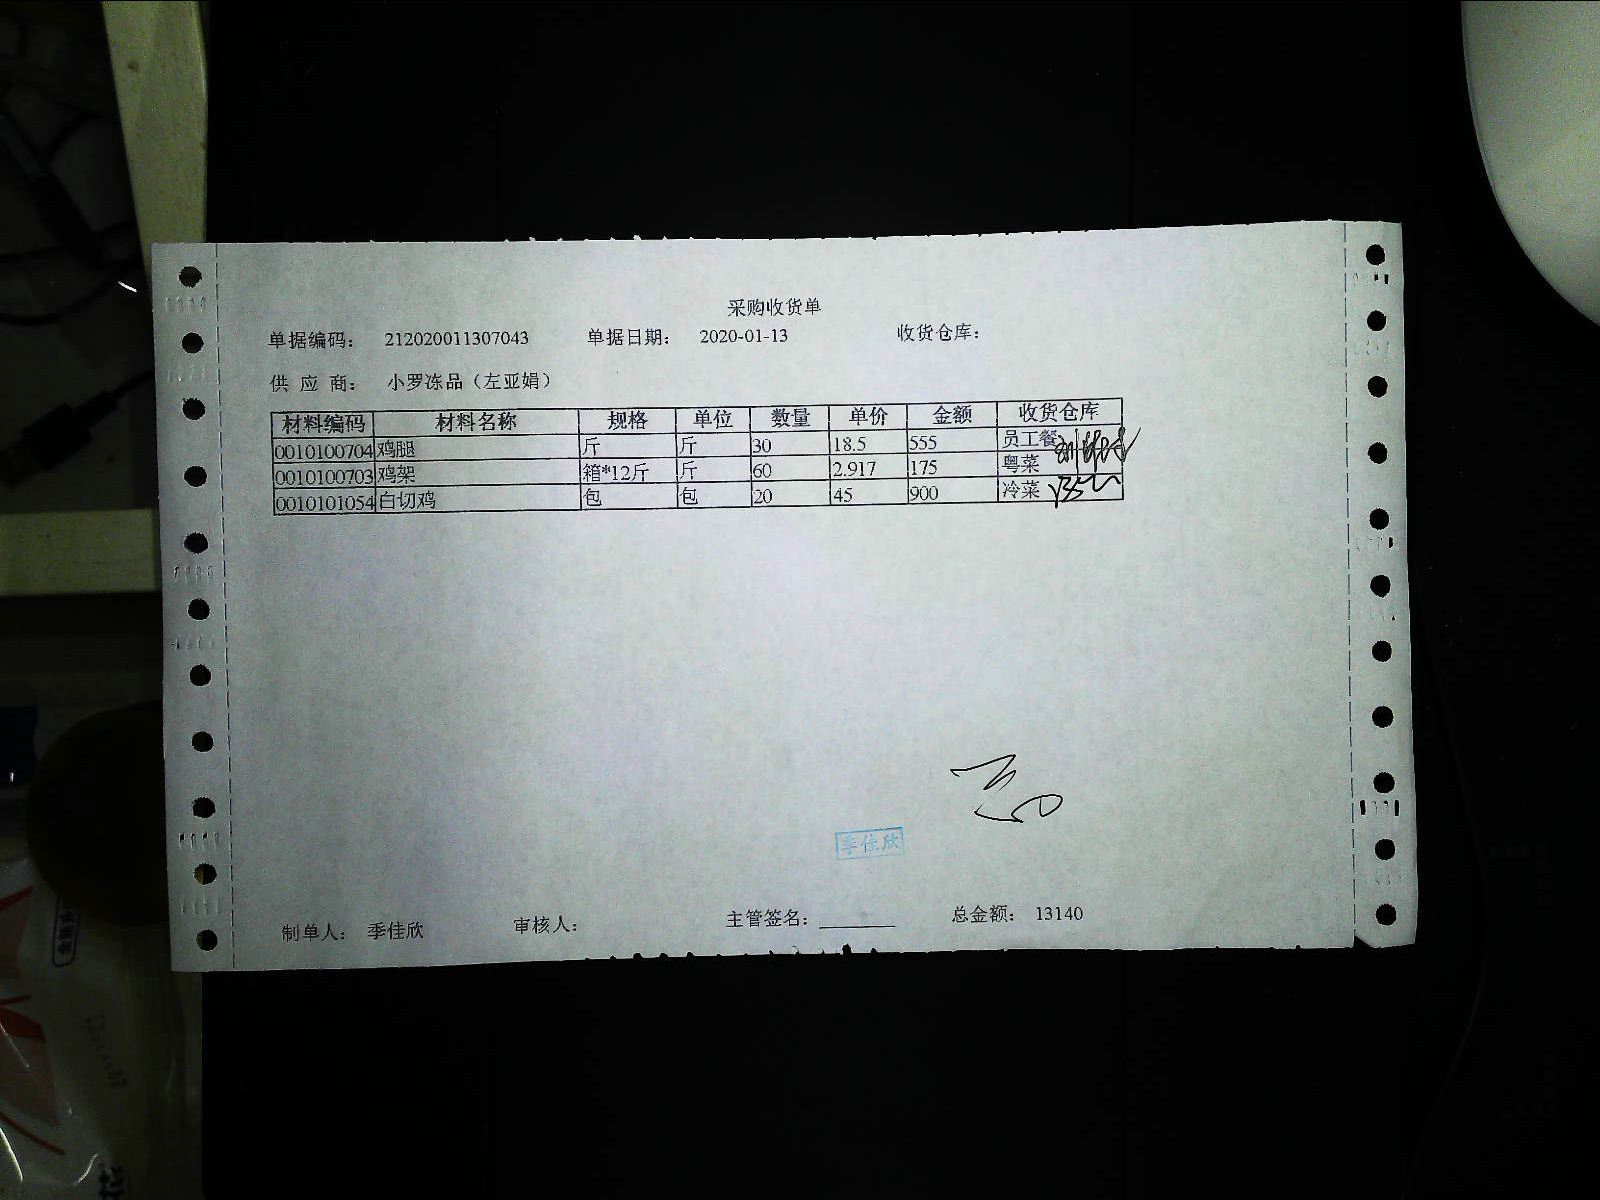 采购收货单
单据编码： 212020011307043 单据日期： 2020-01-13 收货仓库：
供 应 商： 小罗冻品（左亚娟）
材料编码 材料名称 规格 单位 数量 单价 金额 收货仓库
0010100704 鸡腿 斤 斤 30 18.5 555 员工餐
0010100703 鸡架 箱*12斤 斤 60 2.917 175 粤菜
0010101054 白切鸡 包 包 20 45 900 冷菜
季佳欣
制单人： 季佳欣 审核人： 主管签名：________ 总金额： 13140